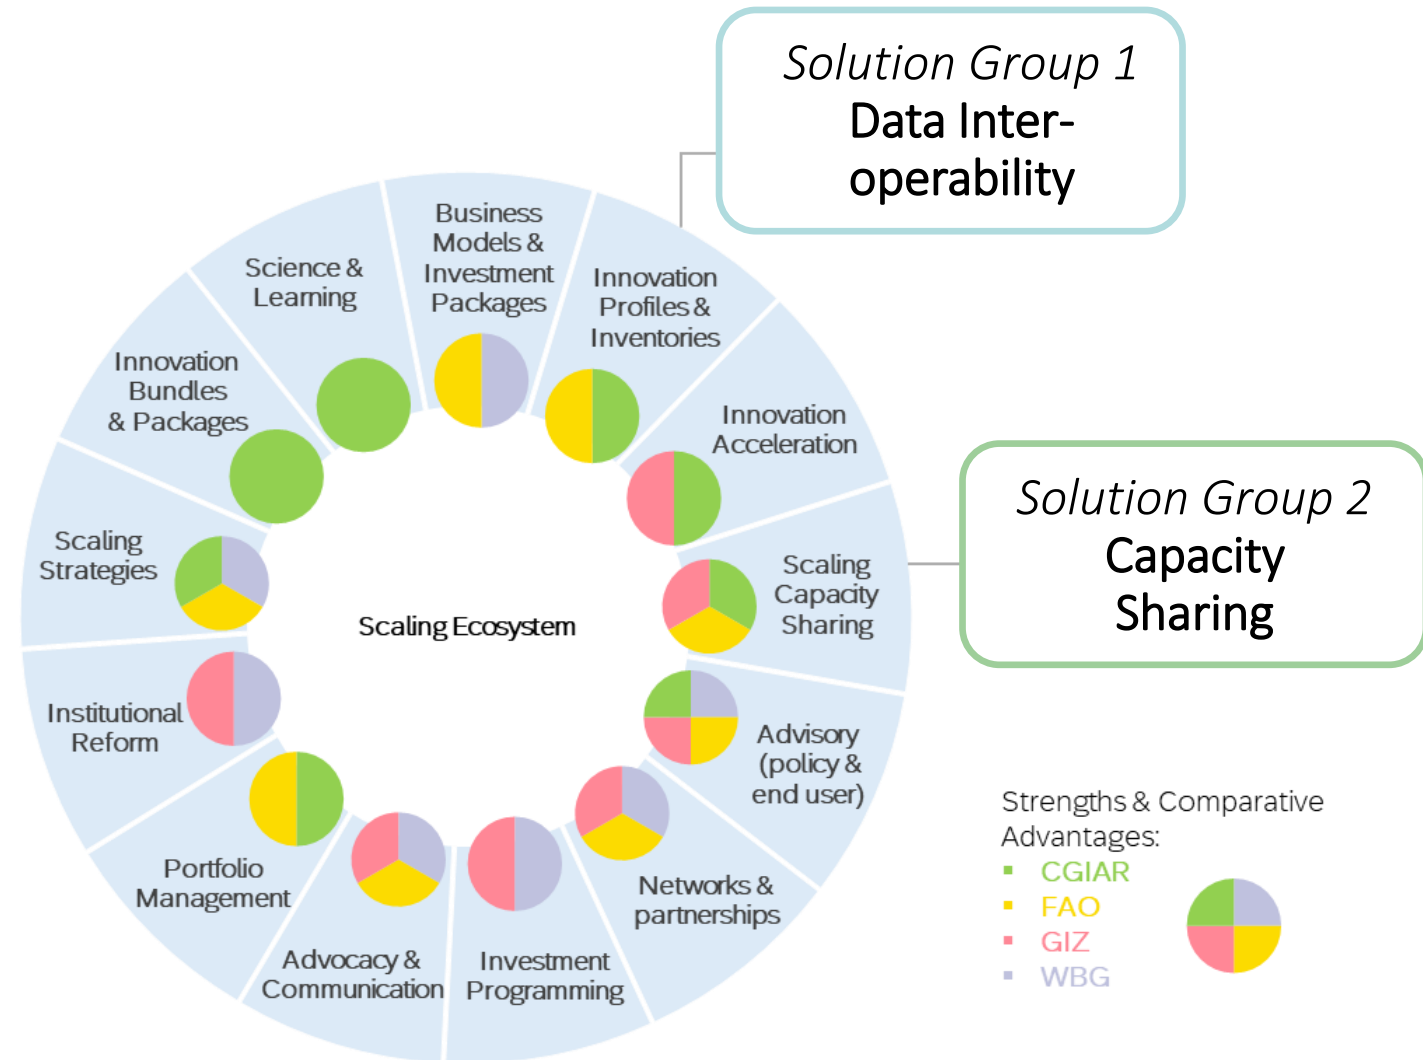 Solution Group 1
Data Inter-
operability
Business
Models &
Investment
Packages
Science &
Learning
Innovation
Profiles &
Inventories
Innovation
Bundles
& Packages
Innovation
Acceleration
Solution Group 2
Capacity
Sharing
Scaling
Strategies
Scaling
Capacity
Sharing
Scaling Ecosystem
Institutional
Reform
Advisory
(policy &
end user)
Portfolio
Management
Networks &
partnerships
Advocacy &
Communication
Investment
Programming
Strengths & Comparative
Advantages:
▪ CGIAR
▪ FAO
▪ GIZ
▪ WBG